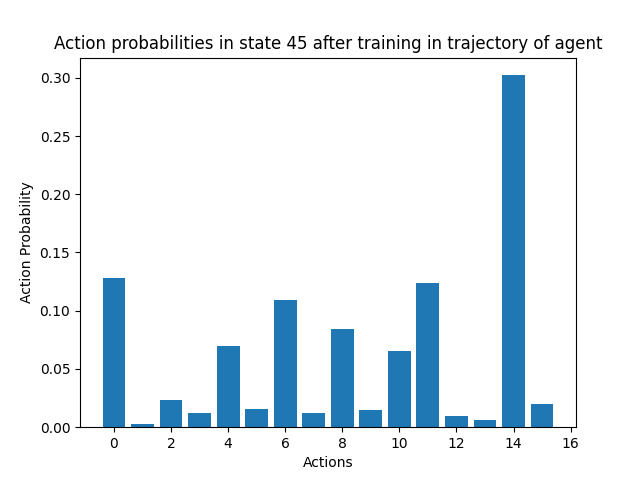 Action probabilities in state 45 after training in trajectory of agent
0.30
0.25
0.20
0.15
0.10
0.05
0.00
Action Probability
0 2 4 6 8 10 12 14 16
Actions